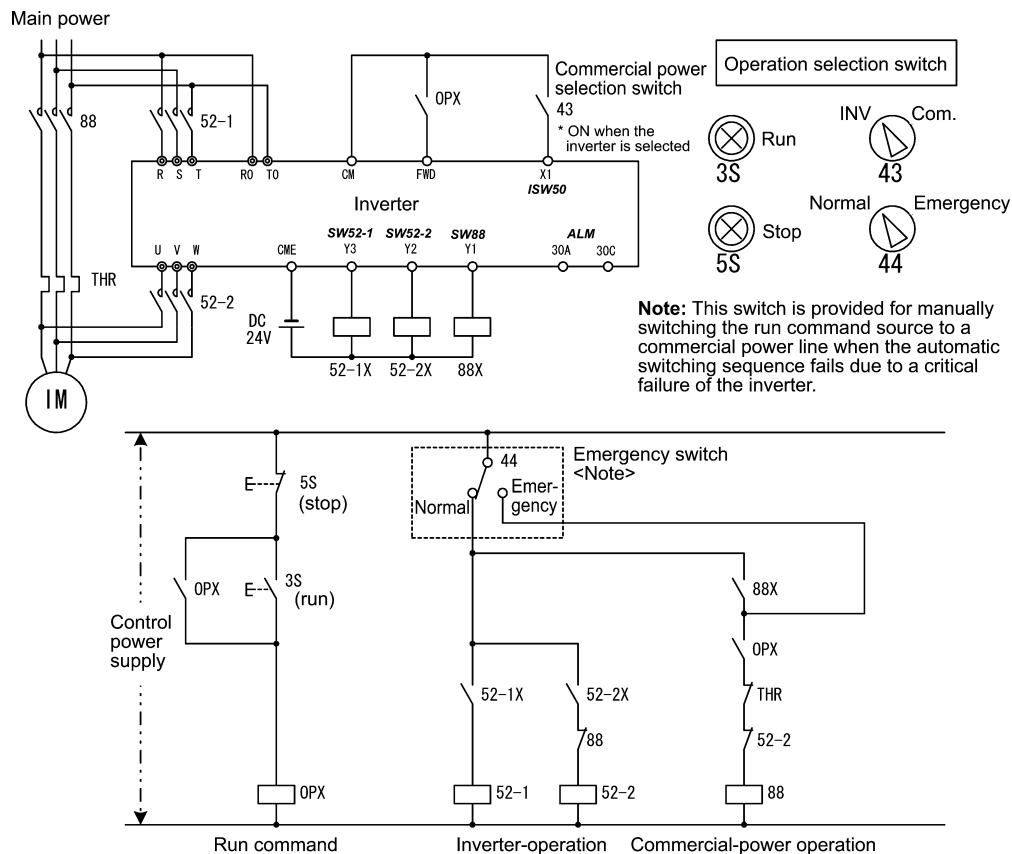 Main power
88
52-1
OPX
Commercial power
selection switch
43
* ON when the
inverter is selected
Operation selection switch
Run
3S
INV
Com.
43
Stop
5S
Normal
Emergency
44
R
S
T
R0
T0
CM
FWD
X1
ISW50
Inverter
SW52-1
SW52-2
SW88
ALM
U
V
W
CME
Y3
Y2
Y1
30A
30C
THR
52-2
DC
24V
52-1X
52-2X
88X
IM
Note: This switch is provided for manually
switching the run command source to a
commercial power line when the automatic
switching sequence fails due to a critical
failure of the inverter.
5S
(stop)
44
Normal
Emer-
gency
Emergency switch
<Note>
OPX
3S
(run)
88X
Control
power
supply
OPX
52-1X
52-2X
THR
88
52-2
OPX
52-1
52-2
88
Run command
Inverter-operation
Commercial-power operation